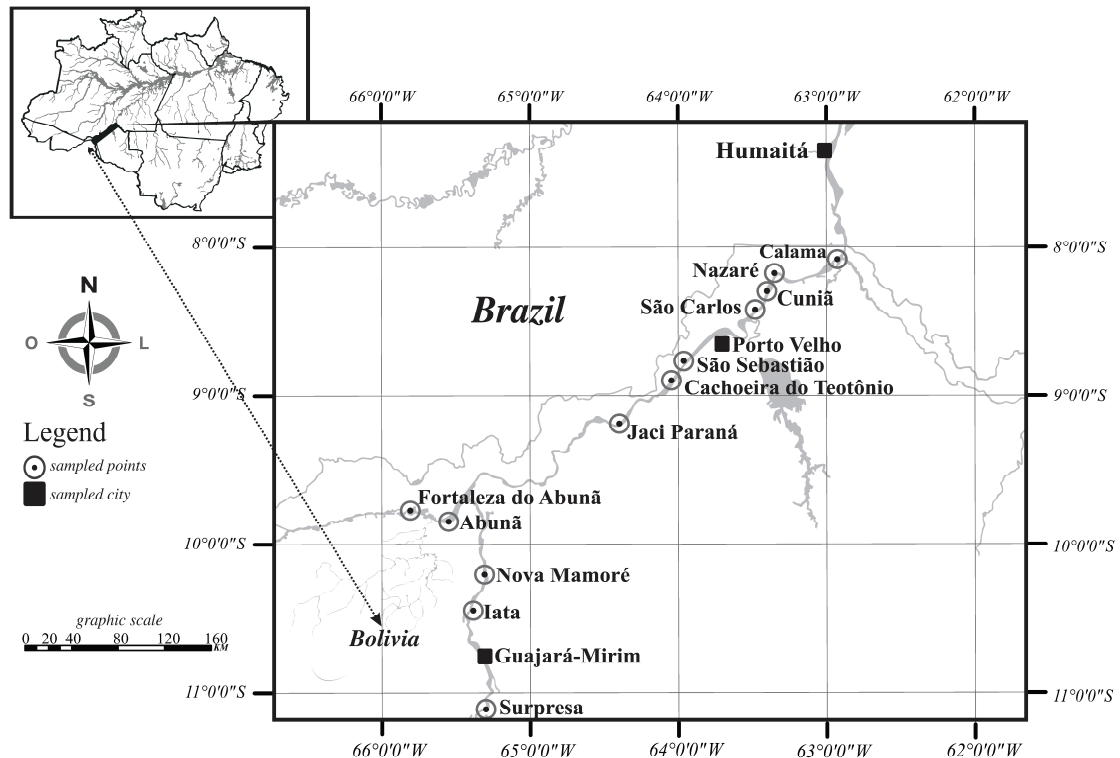 66°0'0"W 65°0'0"W 64°0'0"W 63°0'0"W 62°0'0"W
Humaitá
8°0'0"S 8°0'0"S
Calama
Nazaré
Cuniã
São Carlos
Brazil
Porto Velho
São Sebastião
Cachoeira do Teotônio
9°0'0"S 9°0'0"S
Jaci Paraná
N
O L
S
Legend
sampled points
sampled city
Fortaleza do Abunã
Abunã
10°0'0"S 10°0'0"S
Nova Mamoré
Iata
graphic scale
0 20 40 80 120 160
KM
Bolivia
Guajará-Mirim
11°0'0"S 11°0'0"S
Surpresa
66°0'0"W 65°0'0"W 64°0'0"W 63°0'0"W 62°0'0"W